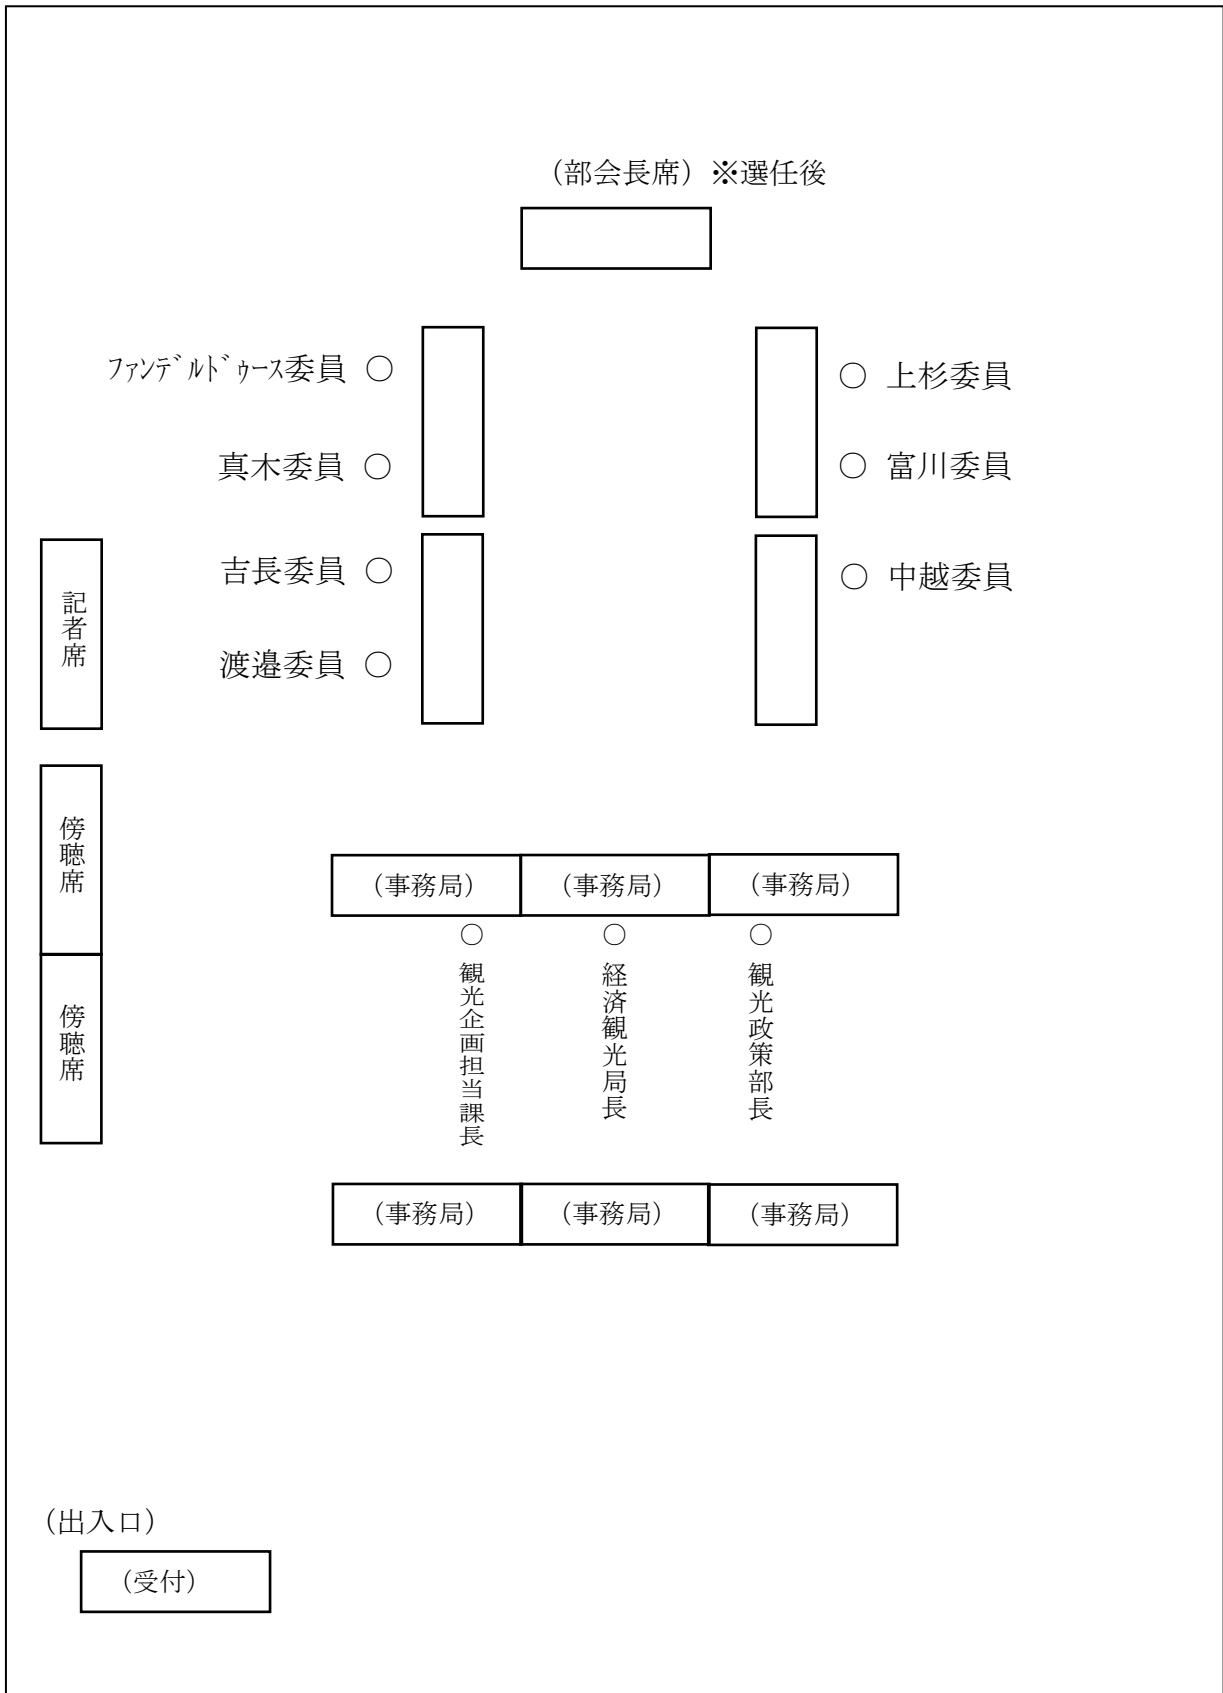 (部会長席)※選任後
ファンデルドゥース委員 ○
○ 上杉委員
真木委員 ○
○ 富川委員
吉長委員 ○
○ 中越委員
渡邉委員 ○
記者席
傍聴席
傍聴席
(事務局)
(事務局)
(事務局)
○観光企画担当課長
○経済観光局長
○観光政策部長
(事務局)
(事務局)
(事務局)
(出入口)
(受付)